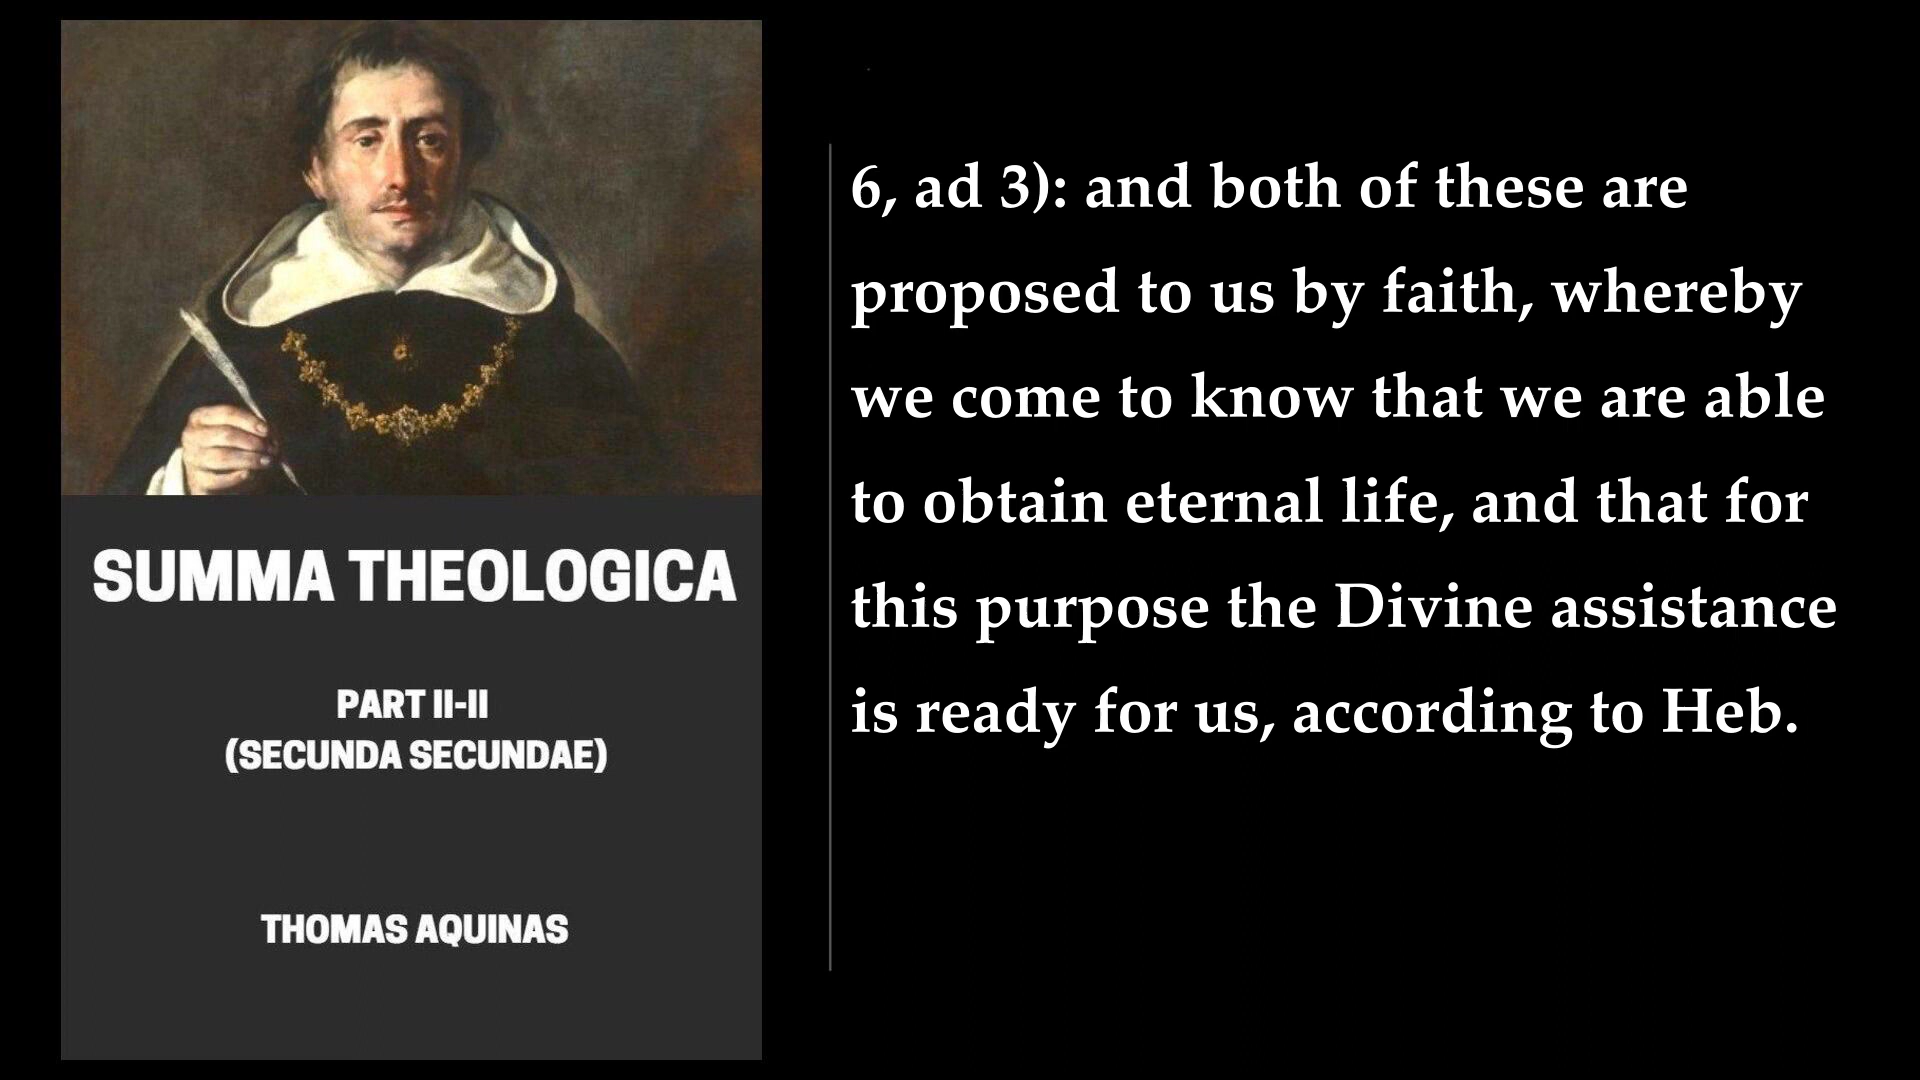 SUMMA THEOLOGICA
PART II-II
(SECUNDA SECUNDAE)
THOMAS AQUINAS
6, ad 3): and both of these are
proposed to us by faith, whereby
we come to know that we are able
to obtain eternal life, and that for
this purpose the Divine assistance
is ready for us, according to Heb.